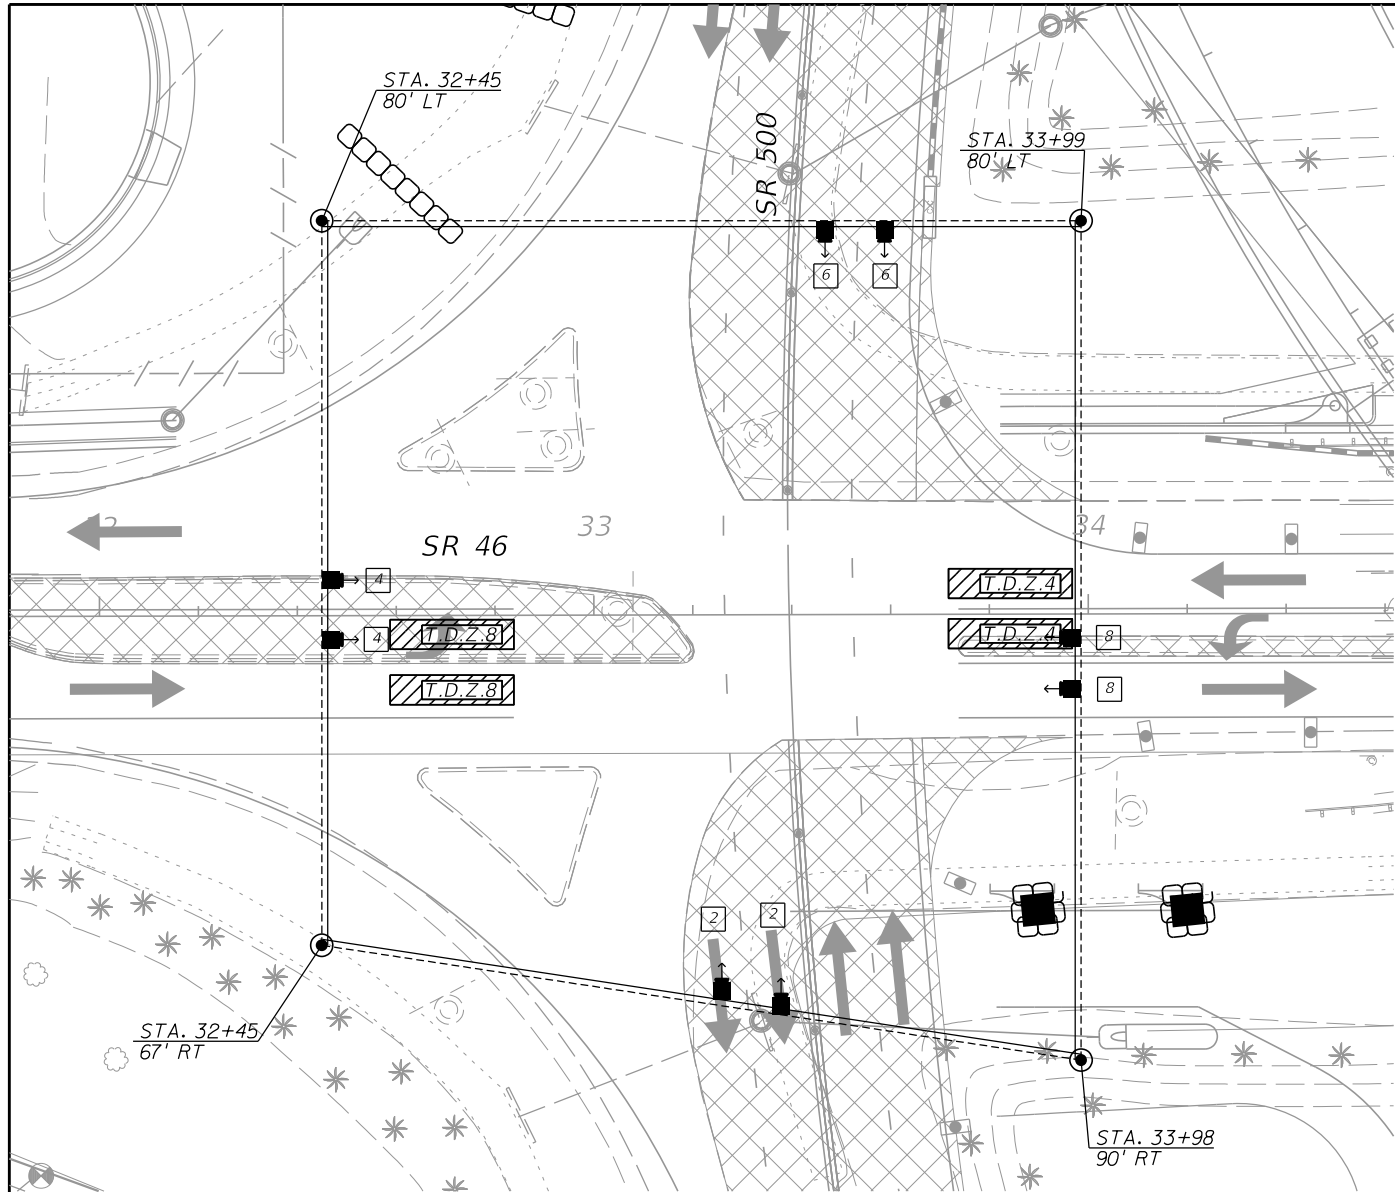 STA. 32+45
80' LT
SR 500
STA. 33+99
80' LT
6
6
33
34
SR 46
4
4
T.D.Z.8
T.D.Z.8
T.D.Z.4
T.D.Z.4
8
8
2
2
STA. 32+45
67' RT
STA. 33+98
90' RT